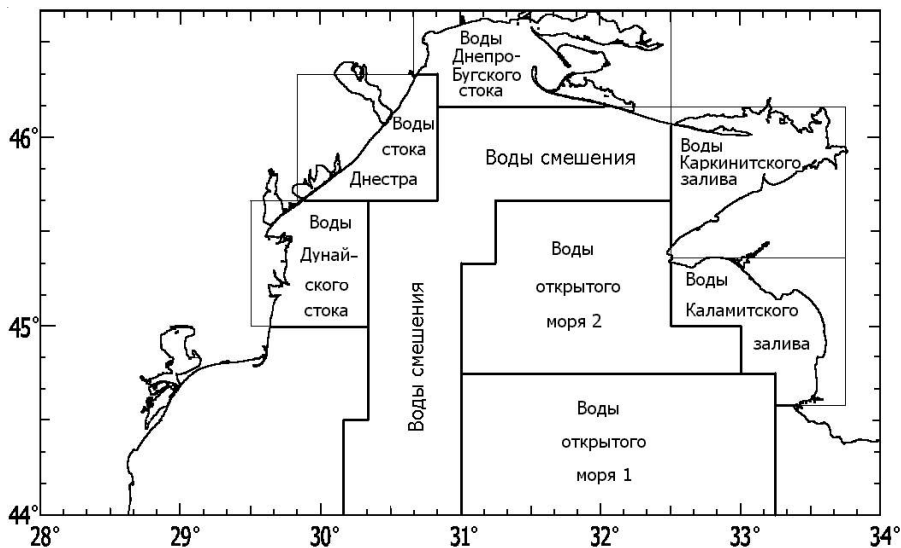 Воды
Днепро-
Бугского
стока
46°
Воды
стока
Днестра
Воды смешения
Воды
Каркинитского
залива
Воды
Дунай-
ского
стока
Воды
открытого
моря 2
Воды
Каламитского
залива
45°
Воды смешения
Воды
открытого
моря 1
44°
28 29 30 31 32 33 34°